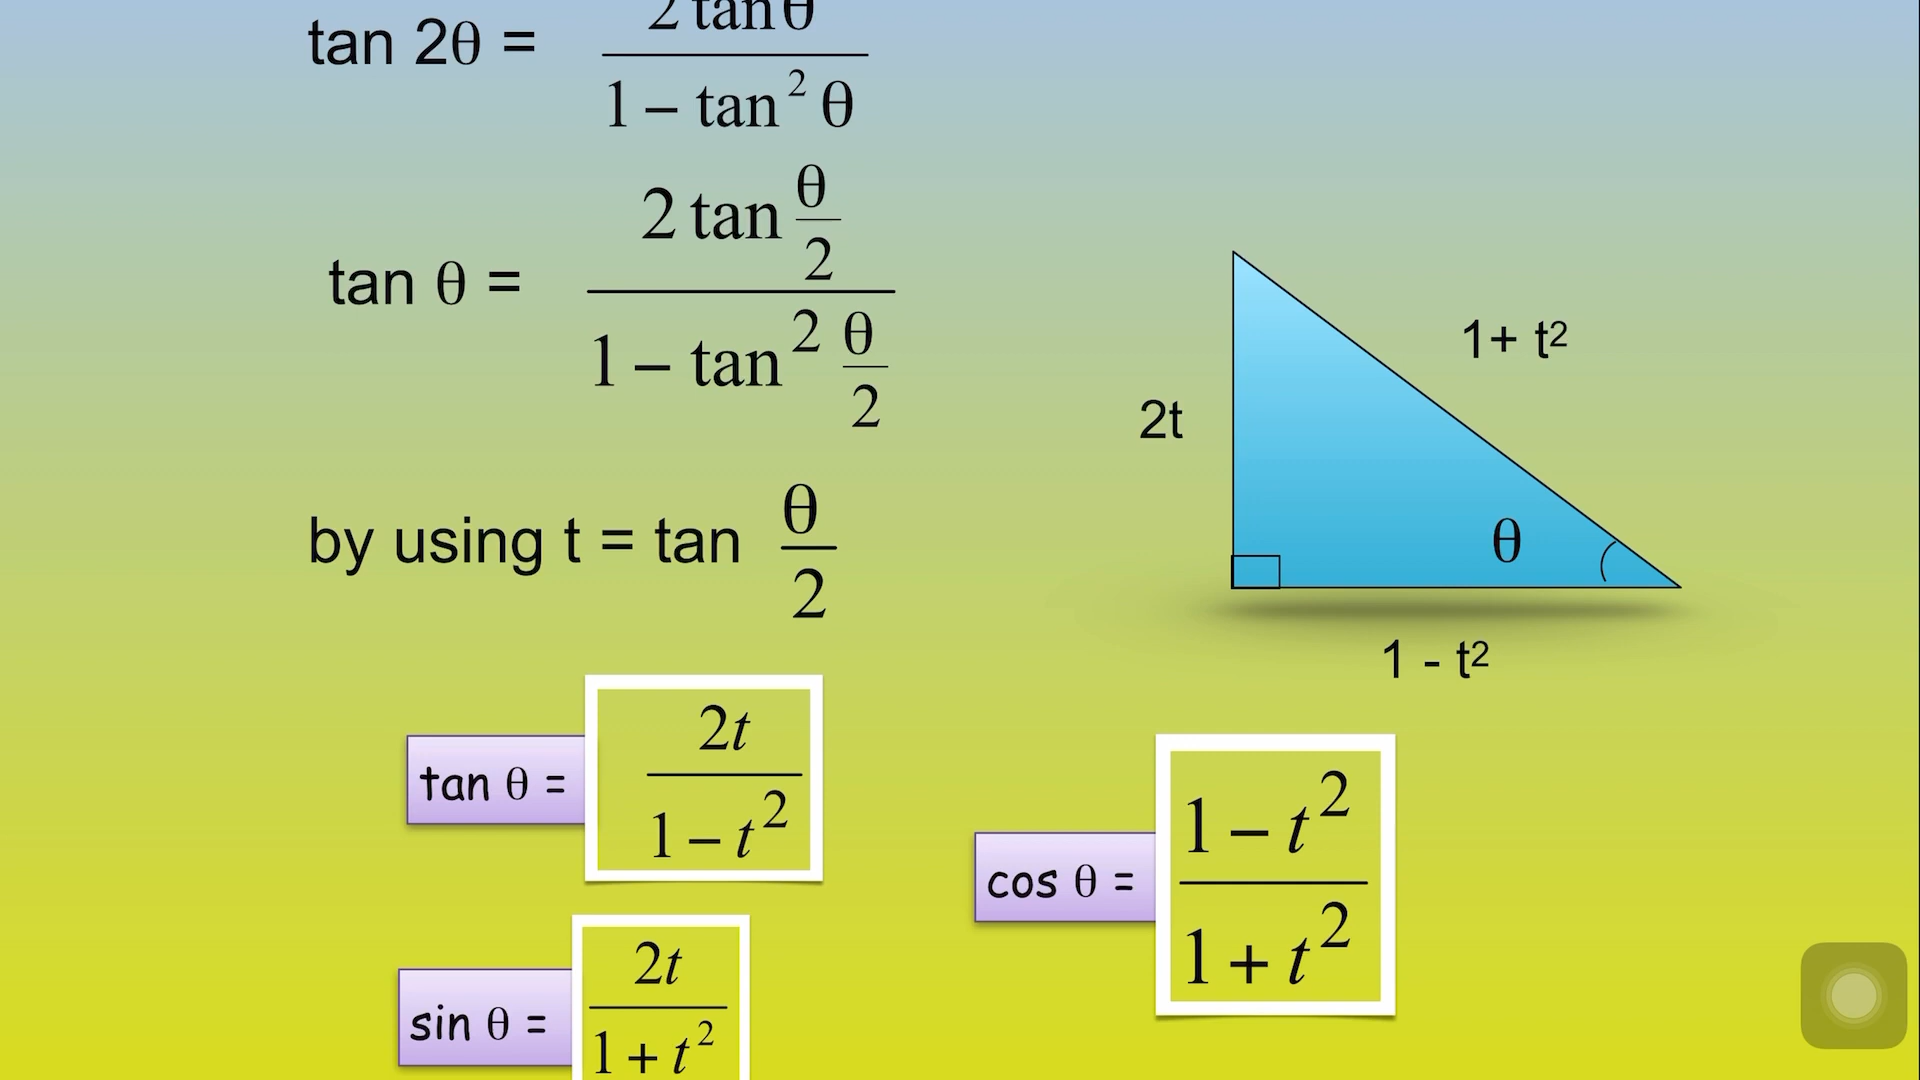 tan 2θ = 2 tan θ / 1 − tan² θ
tan θ = 2 tan θ/2 / 1 − tan² θ/2
by using t = tan θ/2
2t
1+ t²
θ
1 - t²
tan θ = 2t / 1 − t²
cos θ = 1 − t² / 1 + t²
sin θ = 2t / 1 + t²